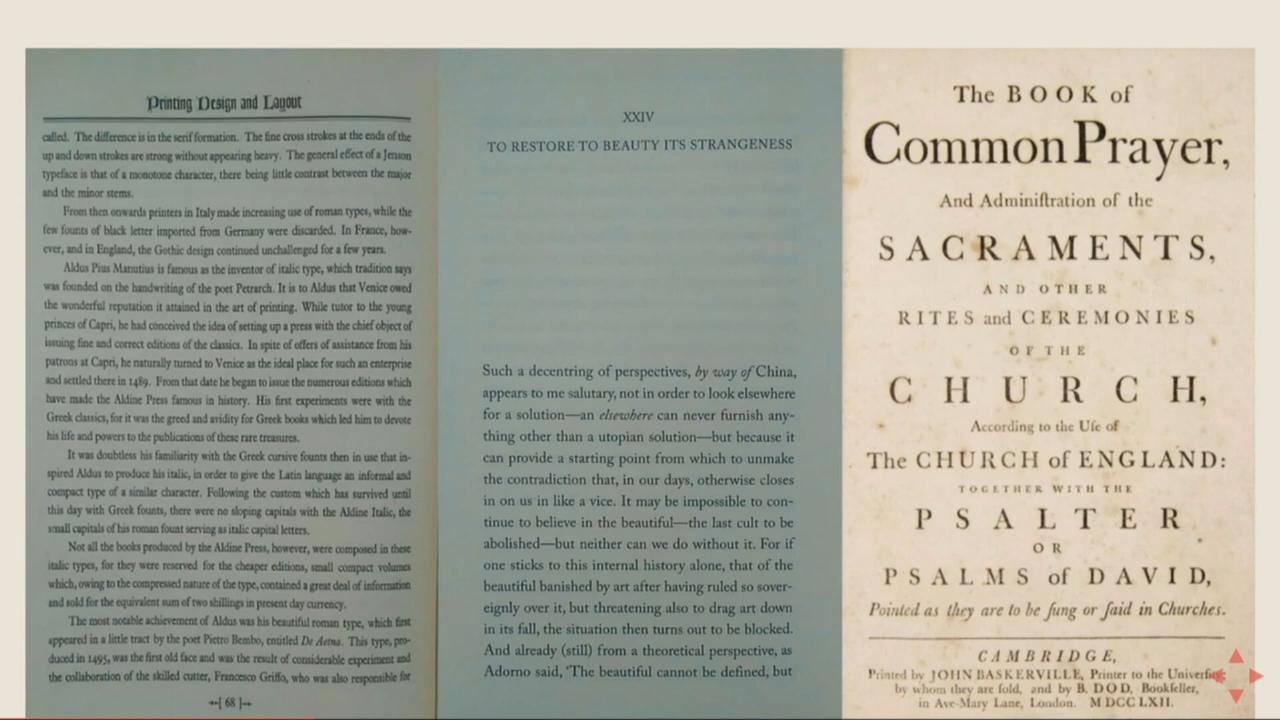 Printing Design and Layout
called. The difference is in the serif formation. The fine cross strokes at the ends of the
up and down strokes are strong without appearing heavy. The general effect of a Jenson
typeface is that of a monotone character, there being little contrast between the major
and the minor stems.
From then onwards printers in Italy made increasing use of roman types, while the
few founts of black letter imported from Germany were discarded. In France, how-
ever, and in England, the Gothic design continued unchallenged for a few years.
Aldus Pius Manutius is famous as the inventor of italic type, which tradition says
was founded on the handwriting of the poet Petrarch. It is to Aldus that Venice owed
the wonderful reputation it attained in the art of printing. While tutor to the young
princes of Capri, he had conceived the idea of setting up a press with the chief object of
issuing fine and correct editions of the classics. In spite of offers of assistance from his
patrons at Capri, he naturally turned to Venice as the ideal place for such an enterprise
and settled there in 1489. From that date he began to issue the numerous editions which
have made the Aldine Press famous in history. His first experiments were with the
Greek classics, for it was the greed and avidity for Greek books which led him to devote
his life and powers to the publications of these rare treasures.
It was doubtless his familiarity with the Greek cursive founts then in use that in-
spired Aldus to produce his italic, in order to give the Latin language an informal and
compact type of a similar character. Following the custom which has survived until
this day with Greek founts, there were no sloping capitals with the Aldine Italic, the
small capitals of his roman fount serving as italic capital letters.
Not all the books produced by the Aldine Press, however, were composed in these
italic types, for they were reserved for the cheaper editions, small compact volumes
which, owing to the compressed nature of the type, contained a great deal of information
and sold for the equivalent sum of two shillings in present day currency.
The most notable achievement of Aldus was his beautiful roman type, which first
appeared in a little tract by the poet Pietro Bembo, entitled De Aetna. This type, pro-
duced in 1495, was the first old face and was the result of considerable experiment and
the collaboration of the skilled cutter, Francesco Griffo, who was also responsible for
[ 68 ]
XXIV
TO RESTORE TO BEAUTY ITS STRANGENESS
Such a decentring of perspectives, by way of China,
appears to me salutary, not in order to look elsewhere
for a solution—an elsewhere can never furnish any-
thing other than a utopian solution—but because it
can provide a starting point from which to unmake
the contradiction that, in our days, otherwise closes
in on us in like a vice. It may be impossible to con-
tinue to believe in the beautiful—the last cult to be
abolished—but neither can we do without it. For if
one sticks to this internal history alone, that of the
beautiful banished by art after having ruled so sover-
eignly over it, but threatening also to drag art down
in its fall, the situation then turns out to be blocked.
And already (still) from a theoretical perspective, as
Adorno said, ‘The beautiful cannot be defined, but
The BOOK of
Common Prayer,
And Adminiſtration of the
SACRAMENTS,
AND OTHER
RITES and CEREMONIES
OF THE
CHURCH,
According to the Uſe of
The CHURCH of ENGLAND:
TOGETHER WITH THE
PSALTER
OR
PSALMS of DAVID,
Pointed as they are to be ſung or ſaid in Churches.
CAMBRIDGE,
Printed by JOHN BASKERVILLE, Printer to the
by whom they are ſold, and by B. DOD, Bookſeller,
in Ave-Mary Lane, London. MDCCLXII.